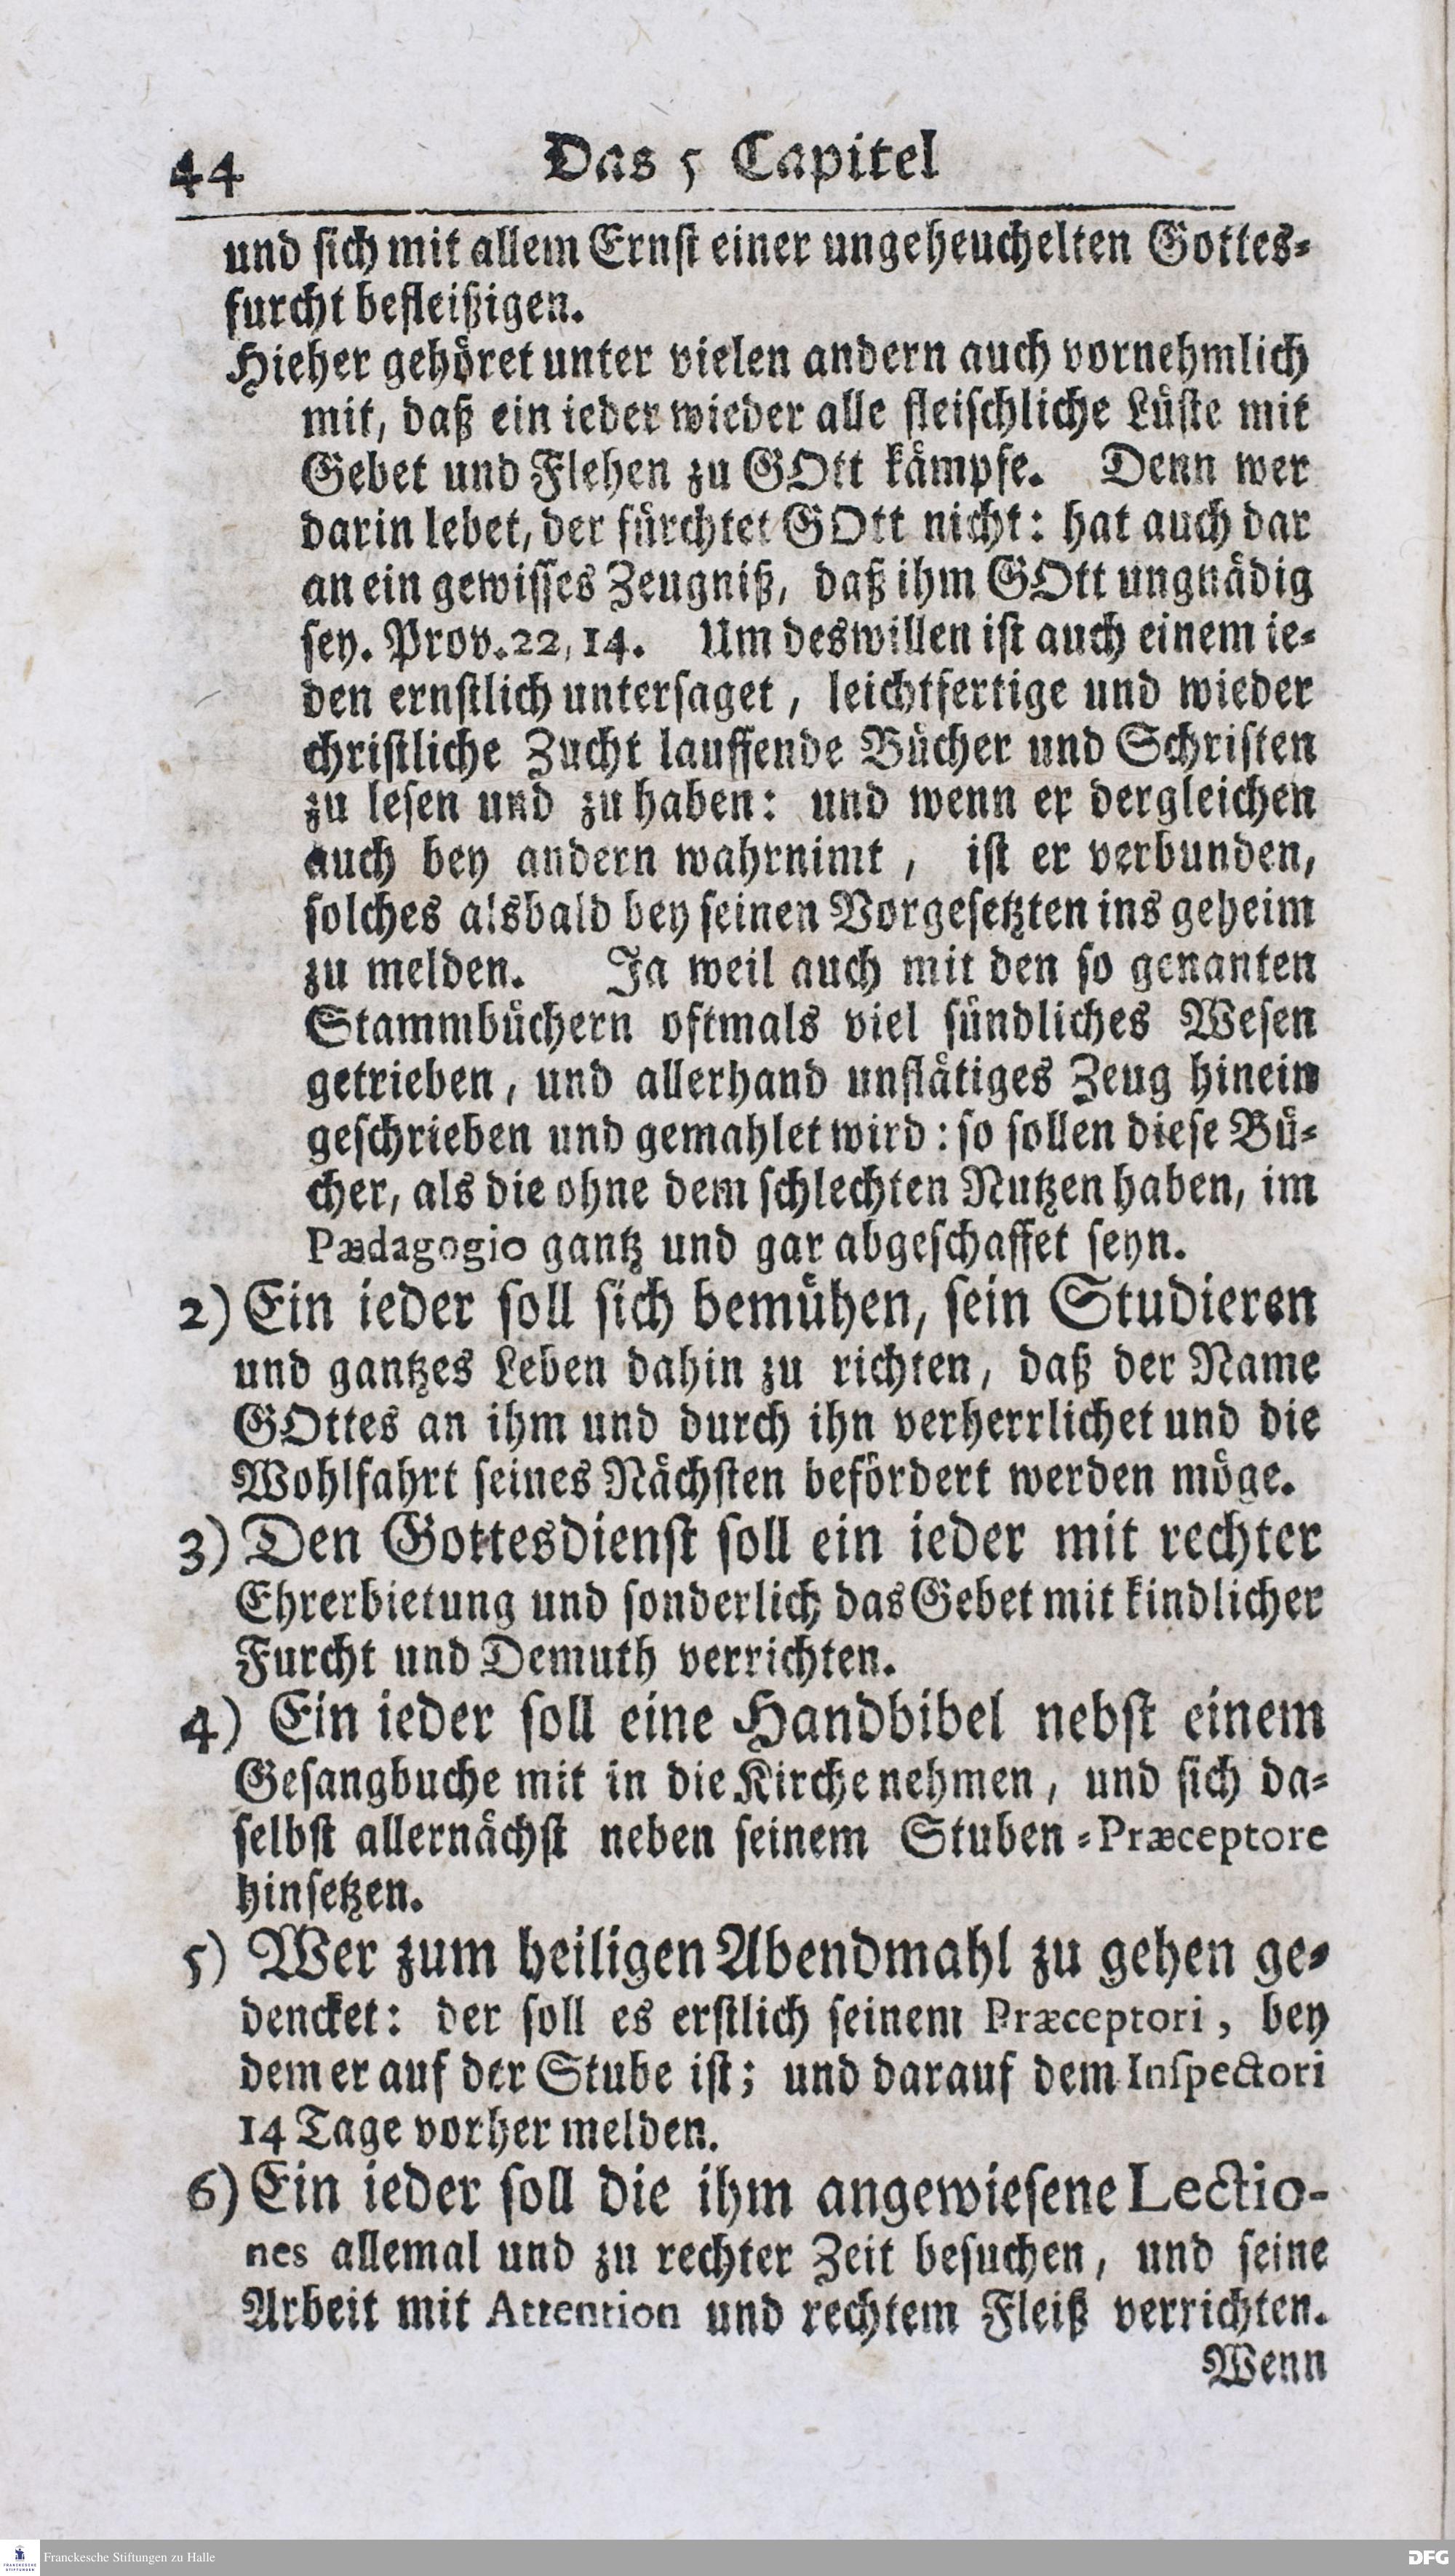 44
Das 5 Capitel
und sich mit allem Ernst einer ungeheuchelten Gottes-
furcht befleißigen.
Hieher gehöret unter vielen andern auch vornehmlich
mit, daß ein ieder wieder alle fleischliche Lüste mit
Gebet und Flehen zu GOtt kämpfe. Denn wer
darin lebet, der fürchtet GOtt nicht: hat auch dar
an ein gewisses Zeugniß, daß ihm GOtt ungnädig
sey. Prov. 22, 14. Um deswillen ist auch einem ie-
den ernstlich untersaget, leichtfertige und wieder
christliche Zucht lauffende Bücher und Schriften
zu lesen und zu haben: und wenn er dergleichen
auch bey andern wahrnimt, ist er verbunden,
solches alsbald bey seinen Vorgesetzten ins geheim
zu melden. Ja weil auch mit den so genanten
Stammbüchern oftmals viel sündliches Wesen
getrieben, und allerhand unflätiges Zeug hinein
geschrieben und gemahlet wird: so sollen diese Bü-
cher, als die ohne dem schlechten Nutzen haben, im
Pædagogio gantz und gar abgeschaffet seyn.
2) Ein ieder soll sich bemühen, sein Studieren
und gantzes Leben dahin zu richten, daß der Name
GOttes an ihm und durch ihn verherrlichet und die
Wohlfahrt seines Nächsten befördert werden möge.
3) Den Gottesdienst soll ein ieder mit rechter
Ehrerbietung und sonderlich das Gebet mit kindlicher
Furcht und Demuth verrichten.
4) Ein ieder soll eine Handbibel nebst einem
Gesangbuche mit in die Kirche nehmen, und sich da-
selbst allernächst neben seinem Stuben-Præceptore
hinsetzen.
5) Wer zum heiligen Abendmahl zu gehen ge-
dencket: der soll es erstlich seinem Præceptori, bey
dem er auf der Stube ist; und darauf dem Inspectori
14 Tage vorher melden.
6) Ein ieder soll die ihm angewiesene Lectio-
nes allemal und zu rechter Zeit besuchen, und seine
Arbeit mit Attention und rechtem Fleiß verrichten.
Wenn
Franckesche Stiftungen zu Halle
DFG